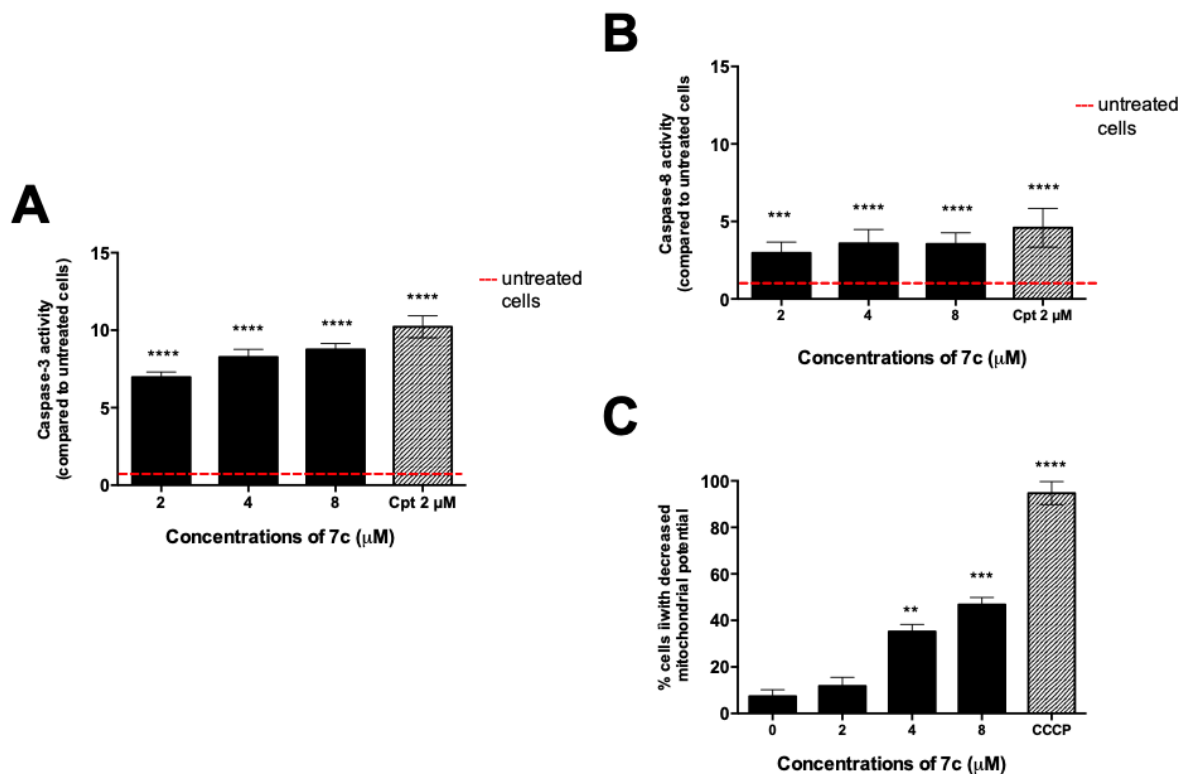 A
Caspase-3 activity
(compared to untreated cells)
15
10
5
0
****
****
****
****
2
4
8
Cpt 2 µM
Concentrations of 7c (µM)
untreated
cells
B
Caspase-8 activity
(compared to untreated cells)
15
10
5
0
***
****
****
****
2
4
8
Cpt 2 µM
Concentrations of 7c (µM)
untreated
cells
C
% cells iiwith decreased
mitochondrial potential
100
80
60
40
20
0
**
***
****
0
2
4
8
CCCP
Concentrations of 7c (µM)